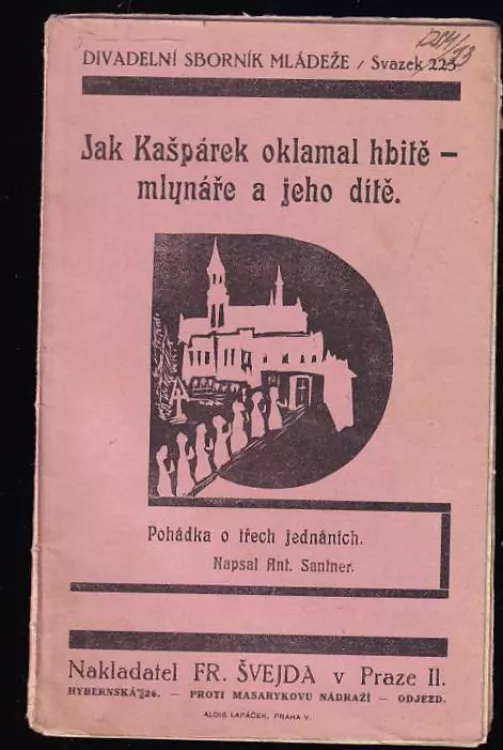 DIVADELNÍ SBORNÍK MLÁDEŽE / Svazek 223
Jak Kašpárek oklamal hbitě —
mlynáře a jeho dítě.
Pohádka o třech jednáních.
Napsal Ant. Santner.
Nakladatel FR. ŠVEJDA v Praze II.
HYBERNSKÁ 26. — PROTI MASARYKOVU NÁDRAŽÍ — ODJEZD.
ALOIS LAPÁČEK, PRAHA V.